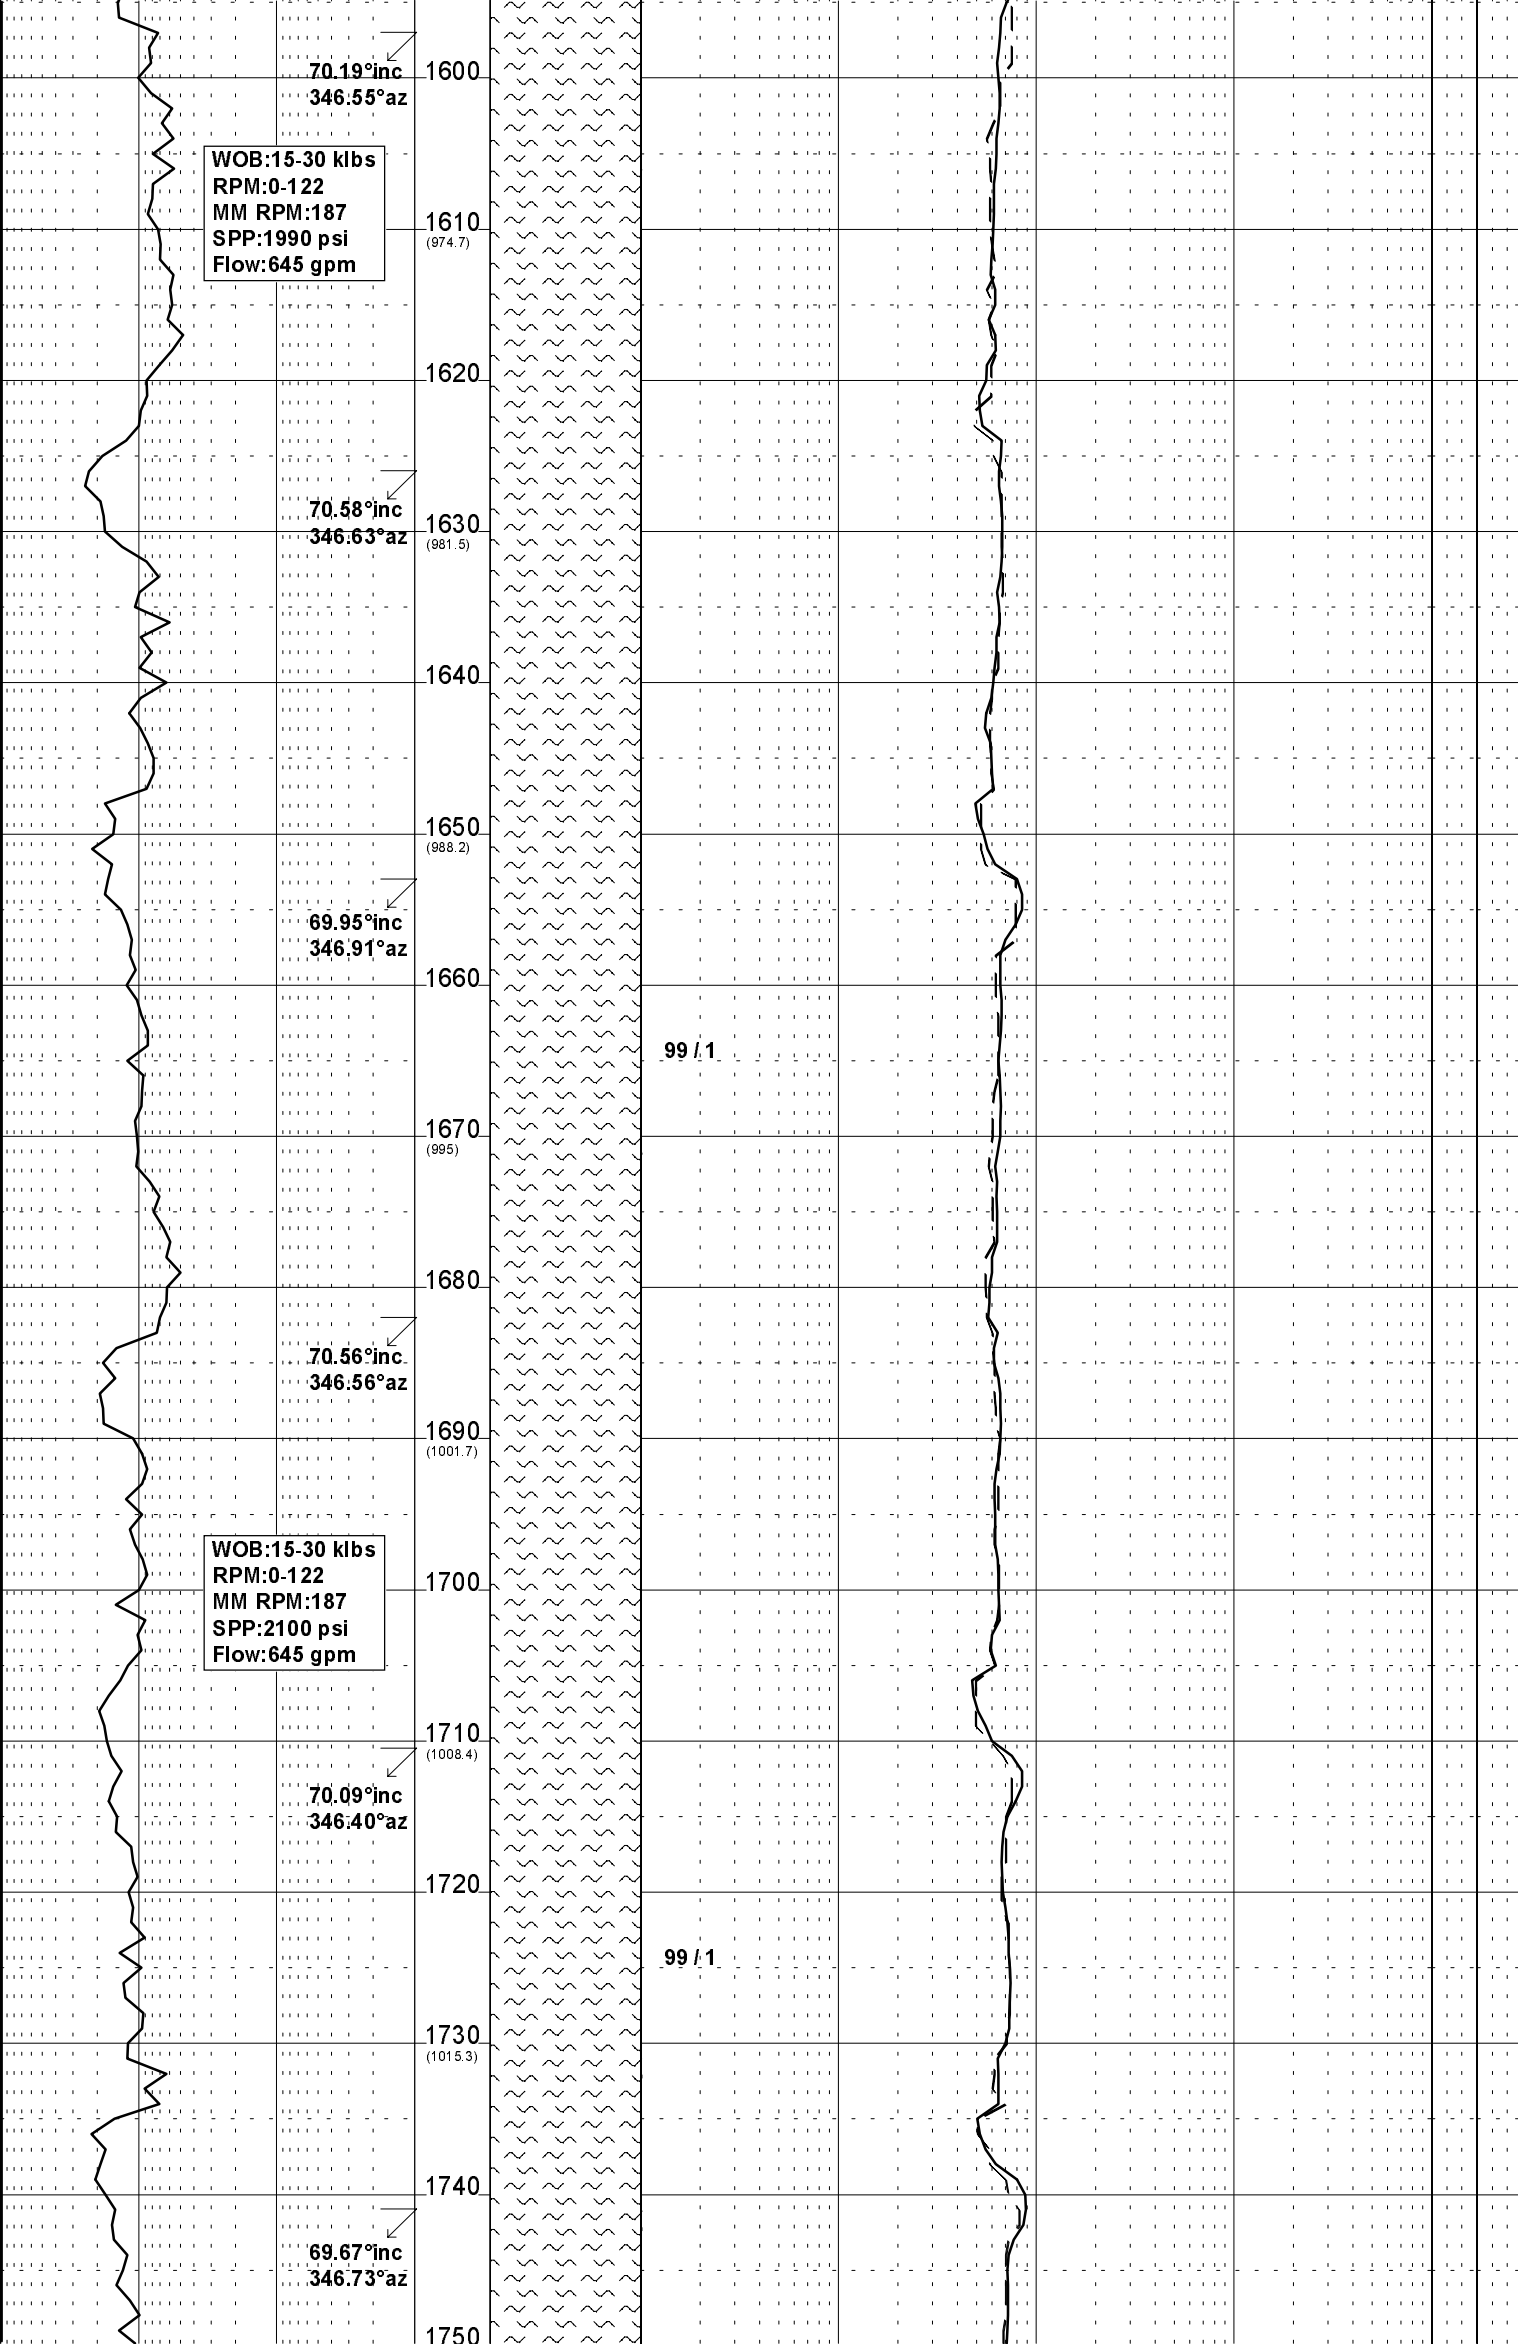 70.19°inc
346.55°az
1600
WOB:15-30 klbs
RPM:0-122
MM RPM:187
SPP:1990 psi
Flow:645 gpm
1610
(974.7)
1620
70.58°inc
346.63°az
1630
(981.5)
1640
1650
(988.2)
69.95°inc
346.91°az
1660
99 / 1
1670
(995)
1680
70.56°inc
346.56°az
1690
(1001.7)
WOB:15-30 klbs
RPM:0-122
MM RPM:187
SPP:2100 psi
Flow:645 gpm
1700
1710
(1008.4)
70.09°inc
346.40°az
1720
99 / 1
1730
(1015.3)
1740
69.67°inc
346.73°az
1750